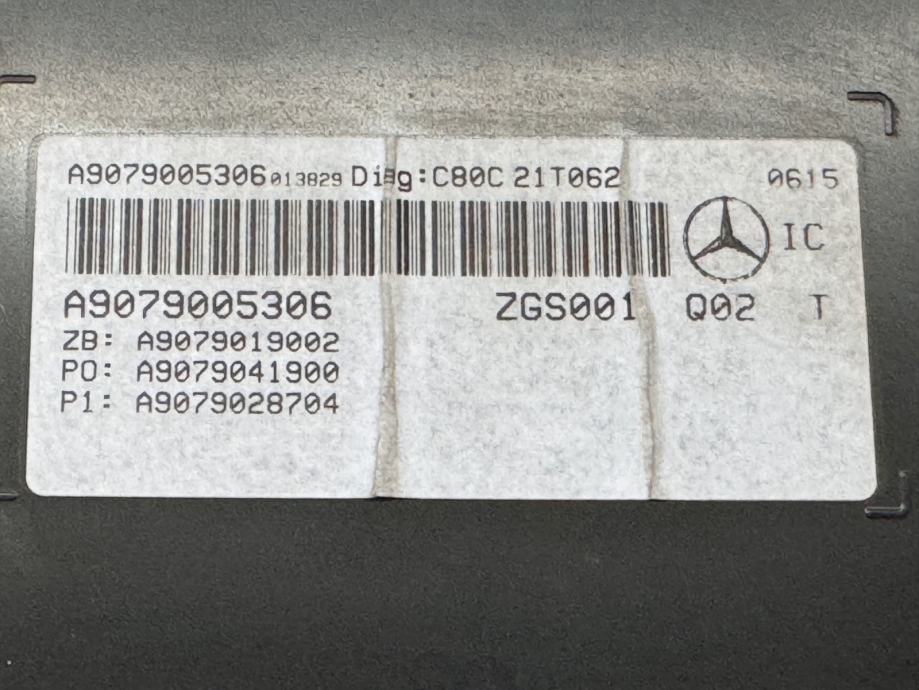 A9079005306 013829 Diag:C80C 21T062 0615
IC
A9079005306 ZGS001 Q02 T
ZB: A9079019002
P0: A9079041900
P1: A9079028704